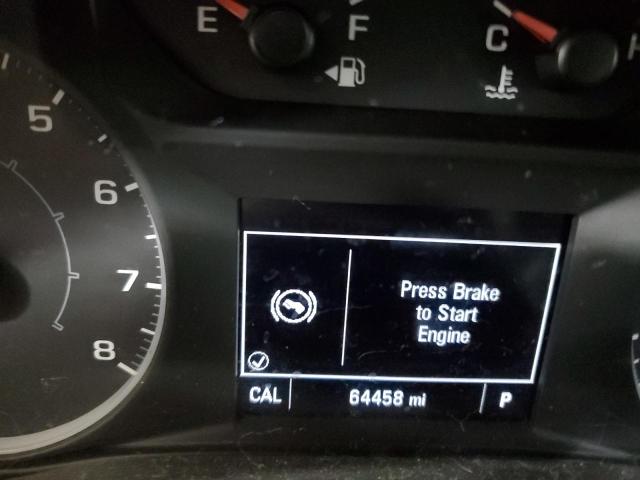 E F
C H
5
6
7
8
Press Brake
to Start
Engine
CAL 64458 mi P